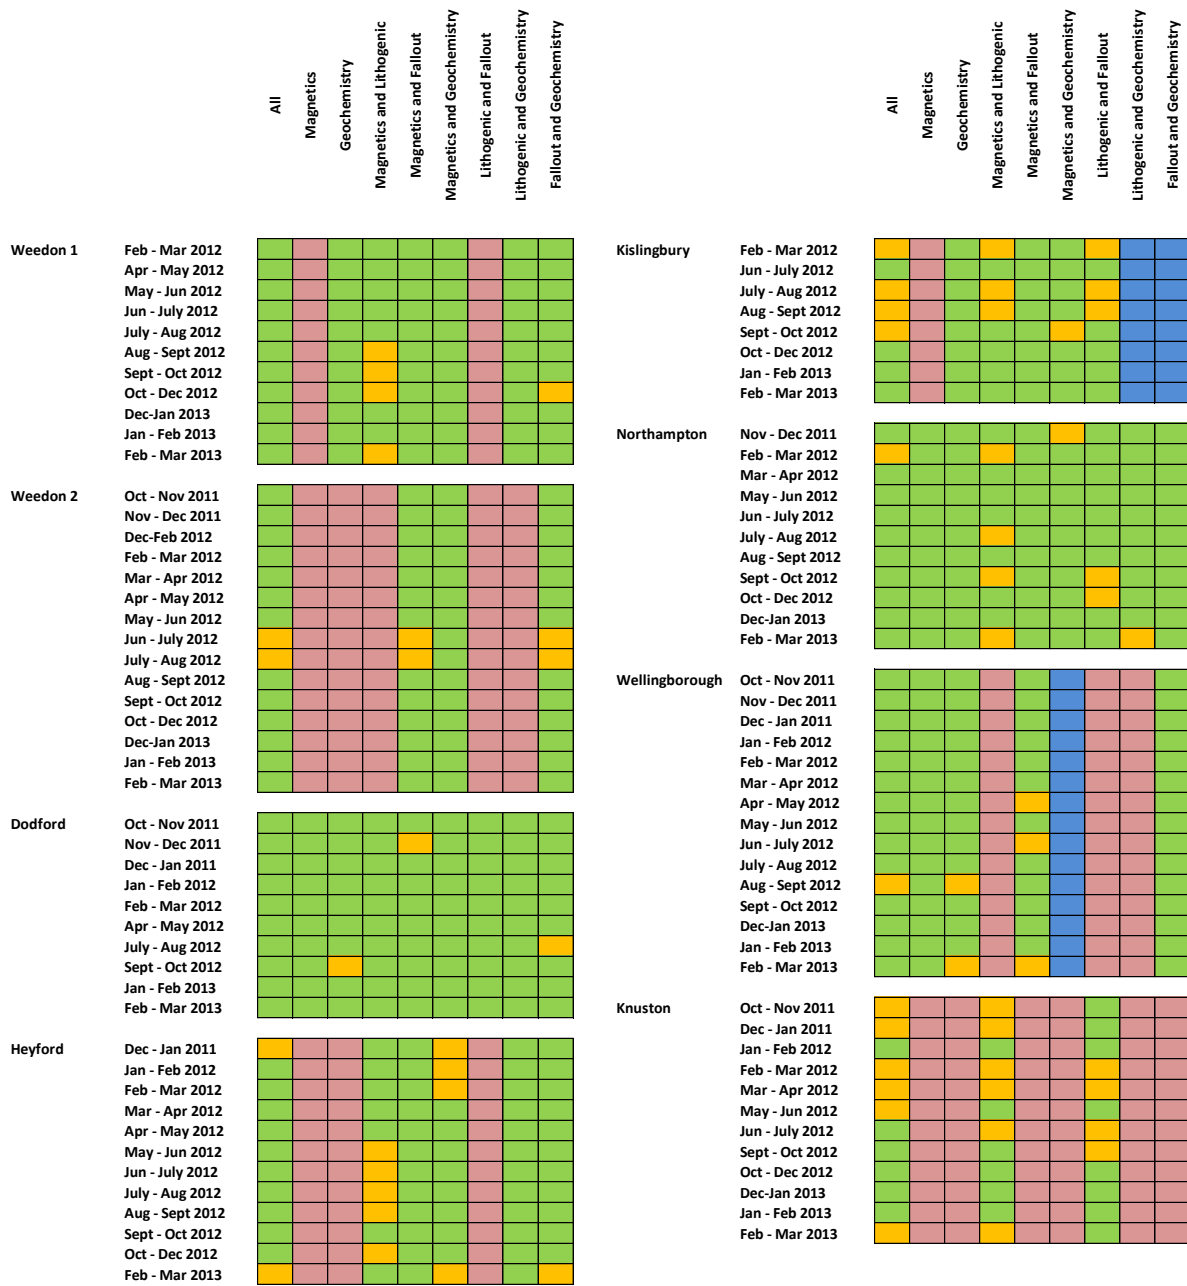 All
Magnetics
Geochemistry
Magnetics and Lithogenic
Magnetics and Fallout
Magnetics and Geochemistry
Lithogenic and Fallout
Lithogenic and Geochemistry
Fallout and Geochemistry
Weedon 1 Feb - Mar 2012
Apr - May 2012
May - Jun 2012
Jun - July 2012
July - Aug 2012
Aug - Sept 2012
Sept - Oct 2012
Oct - Dec 2012
Dec-Jan 2013
Jan - Feb 2013
Feb - Mar 2013
Weedon 2 Oct - Nov 2011
Nov - Dec 2011
Dec-Feb 2012
Feb - Mar 2012
Mar - Apr 2012
Apr - May 2012
May - Jun 2012
Jun - July 2012
July - Aug 2012
Aug - Sept 2012
Sept - Oct 2012
Oct - Dec 2012
Dec-Jan 2013
Jan - Feb 2013
Feb - Mar 2013
Dodford Oct - Nov 2011
Nov - Dec 2011
Dec - Jan 2011
Jan - Feb 2012
Feb - Mar 2012
Apr - May 2012
July - Aug 2012
Sept - Oct 2012
Jan - Feb 2013
Feb - Mar 2013
Heyford Dec - Jan 2011
Jan - Feb 2012
Feb - Mar 2012
Mar - Apr 2012
Apr - May 2012
May - Jun 2012
Jun - July 2012
July - Aug 2012
Aug - Sept 2012
Sept - Oct 2012
Oct - Dec 2012
Feb - Mar 2013
All
Magnetics
Geochemistry
Magnetics and Lithogenic
Magnetics and Fallout
Magnetics and Geochemistry
Lithogenic and Fallout
Lithogenic and Geochemistry
Fallout and Geochemistry
Kislingbury Feb - Mar 2012
Jun - July 2012
July - Aug 2012
Aug - Sept 2012
Sept - Oct 2012
Oct - Dec 2012
Jan - Feb 2013
Feb - Mar 2013
Northampton Nov - Dec 2011
Feb - Mar 2012
Mar - Apr 2012
May - Jun 2012
Jun - July 2012
July - Aug 2012
Aug - Sept 2012
Sept - Oct 2012
Oct - Dec 2012
Dec-Jan 2013
Feb - Mar 2013
Wellingborough Oct - Nov 2011
Nov - Dec 2011
Dec - Jan 2011
Jan - Feb 2012
Feb - Mar 2012
Mar - Apr 2012
Apr - May 2012
May - Jun 2012
Jun - July 2012
July - Aug 2012
Aug - Sept 2012
Sept - Oct 2012
Dec-Jan 2013
Jan - Feb 2013
Feb - Mar 2013
Knuston Oct - Nov 2011
Dec - Jan 2011
Jan - Feb 2012
Feb - Mar 2012
Mar - Apr 2012
May - Jun 2012
Jun - July 2012
Sept - Oct 2012
Oct - Dec 2012
Dec-Jan 2013
Jan - Feb 2013
Feb - Mar 2013